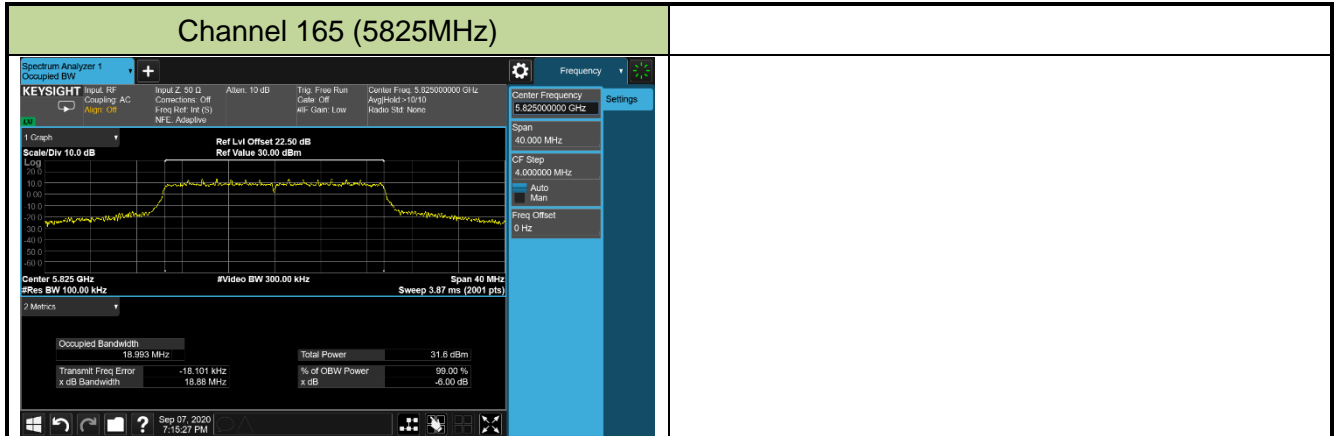 Channel 165 (5825MHz)
Spectrum Analyzer 1
Occupied BW
Frequency
KEYSIGHT
Input: RF
Coupling: AC
Align: Off
Input Z: 50 Ω
Corrections: Off
Freq Ref: Int (S)
NFE: Adaptive
Atten: 10 dB
Trig: Free Run
Gate: Off
#IF Gain: Low
Center Freq: 5.825000000 GHz
Avg|Hold:>10/10
Radio Std: None
Center Frequency
5.825000000 GHz
Settings
Span
40.000 MHz
CF Step
4.000000 MHz
Auto
Man
Freq Offset
0 Hz
1 Graph
Scale/Div 10.0 dB
Ref Lvl Offset 22.50 dB
Ref Value 30.00 dBm
Log
20.0
10.0
0.00
-10.0
-20.0
-30.0
-40.0
-50.0
-60.0
Center 5.825 GHz
#Video BW 300.00 kHz
Span 40 MHz
#Res BW 100.00 kHz
Sweep 3.87 ms (2001 pts)
2 Metrics
Occupied Bandwidth
18.993 MHz
Total Power 31.6 dBm
Transmit Freq Error -18.101 kHz
% of OBW Power 99.00 %
x dB Bandwidth 18.88 MHz
x dB -6.00 dB
?
Sep 07, 2020
7:15:27 PM